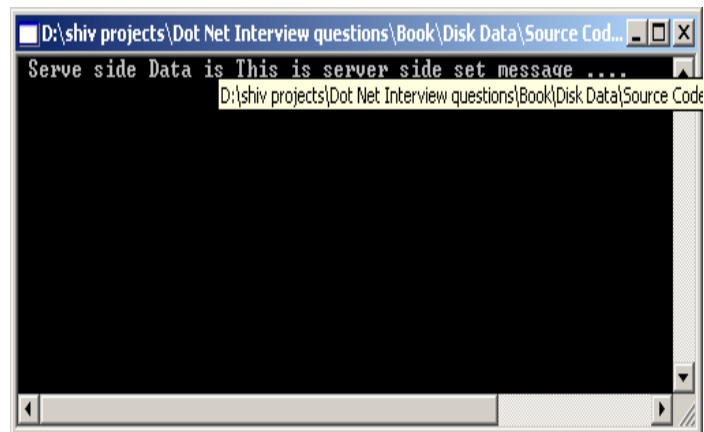 D:\shiv projects\Dot Net Interview questions\Book\Disk Data\Source Cod...
Serve side Data is This is server side set message ....
D:\shiv projects\Dot Net Interview questions\Book\Disk Data\Source Code